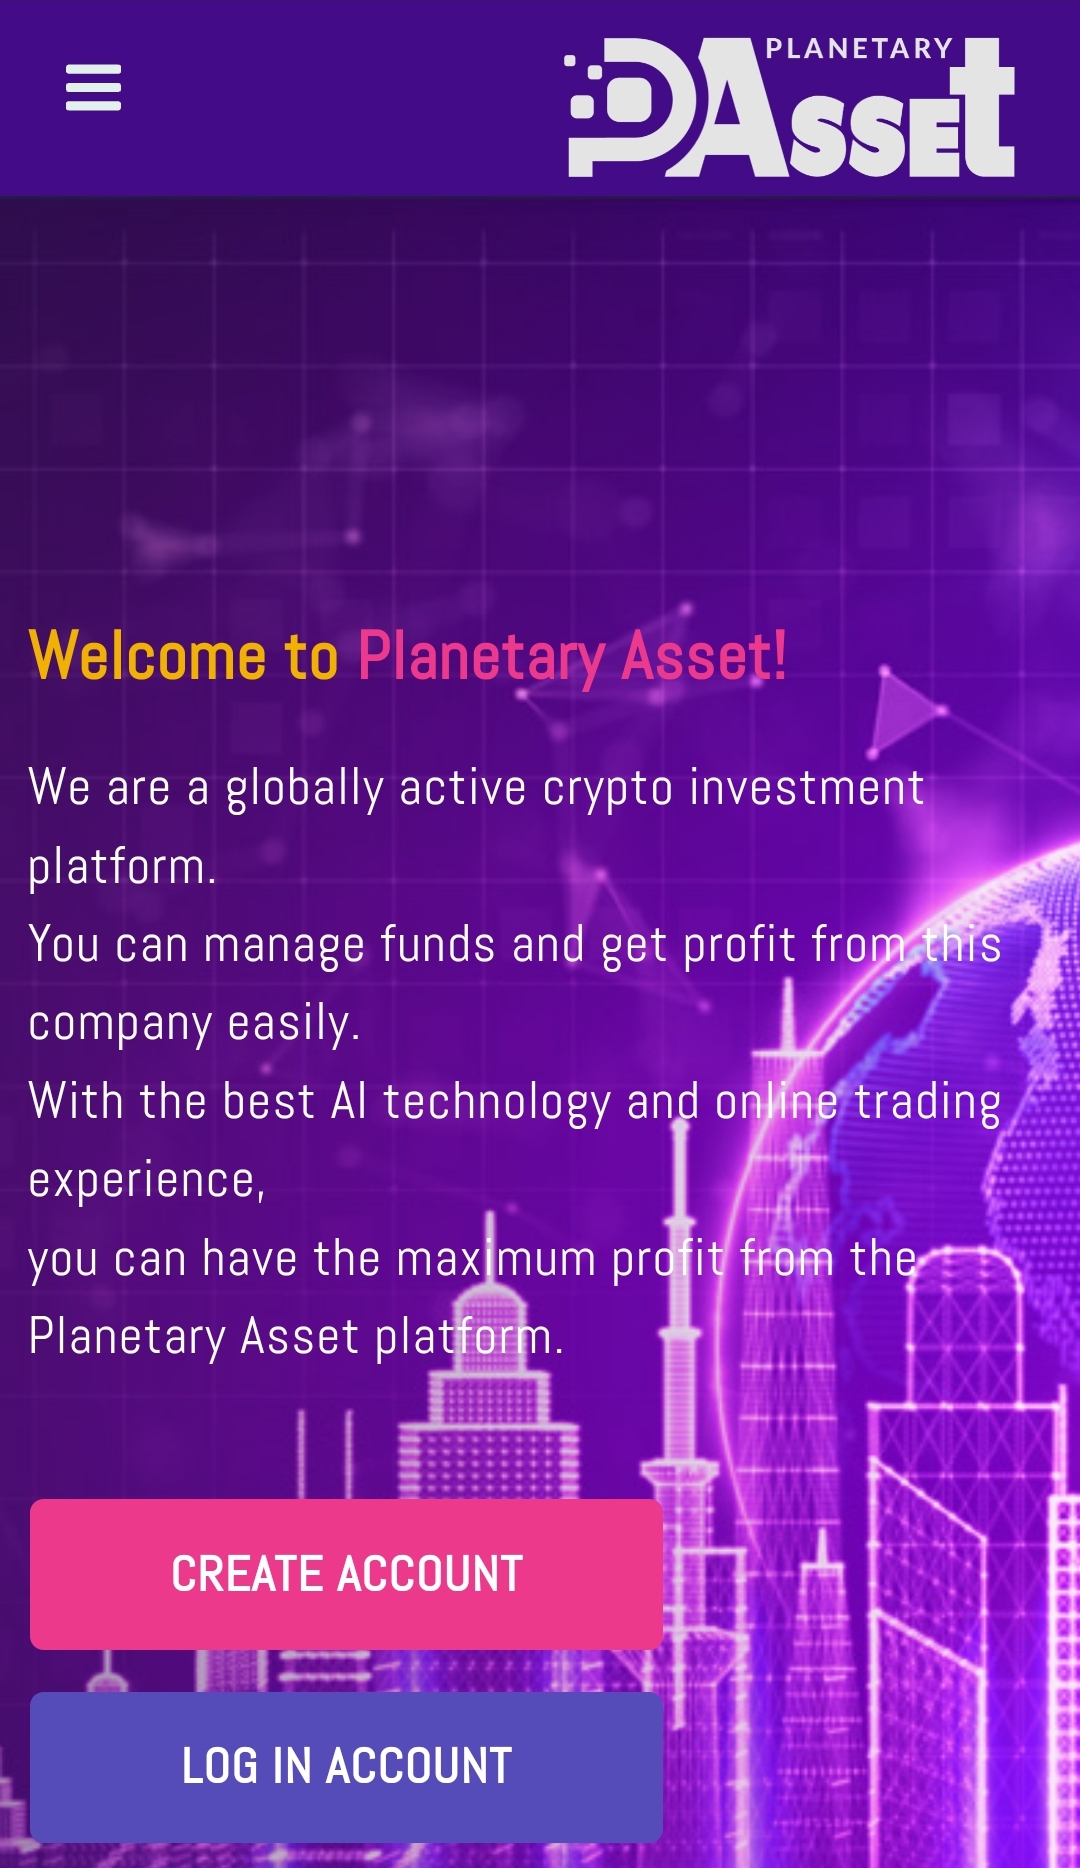 PLANETARY
PAsset
Welcome to Planetary Asset!
We are a globally active crypto investment
platform.
You can manage funds and get profit from this
company easily.
With the best AI technology and online trading
experience,
you can have the maximum profit from the
Planetary Asset platform.
CREATE ACCOUNT
LOG IN ACCOUNT